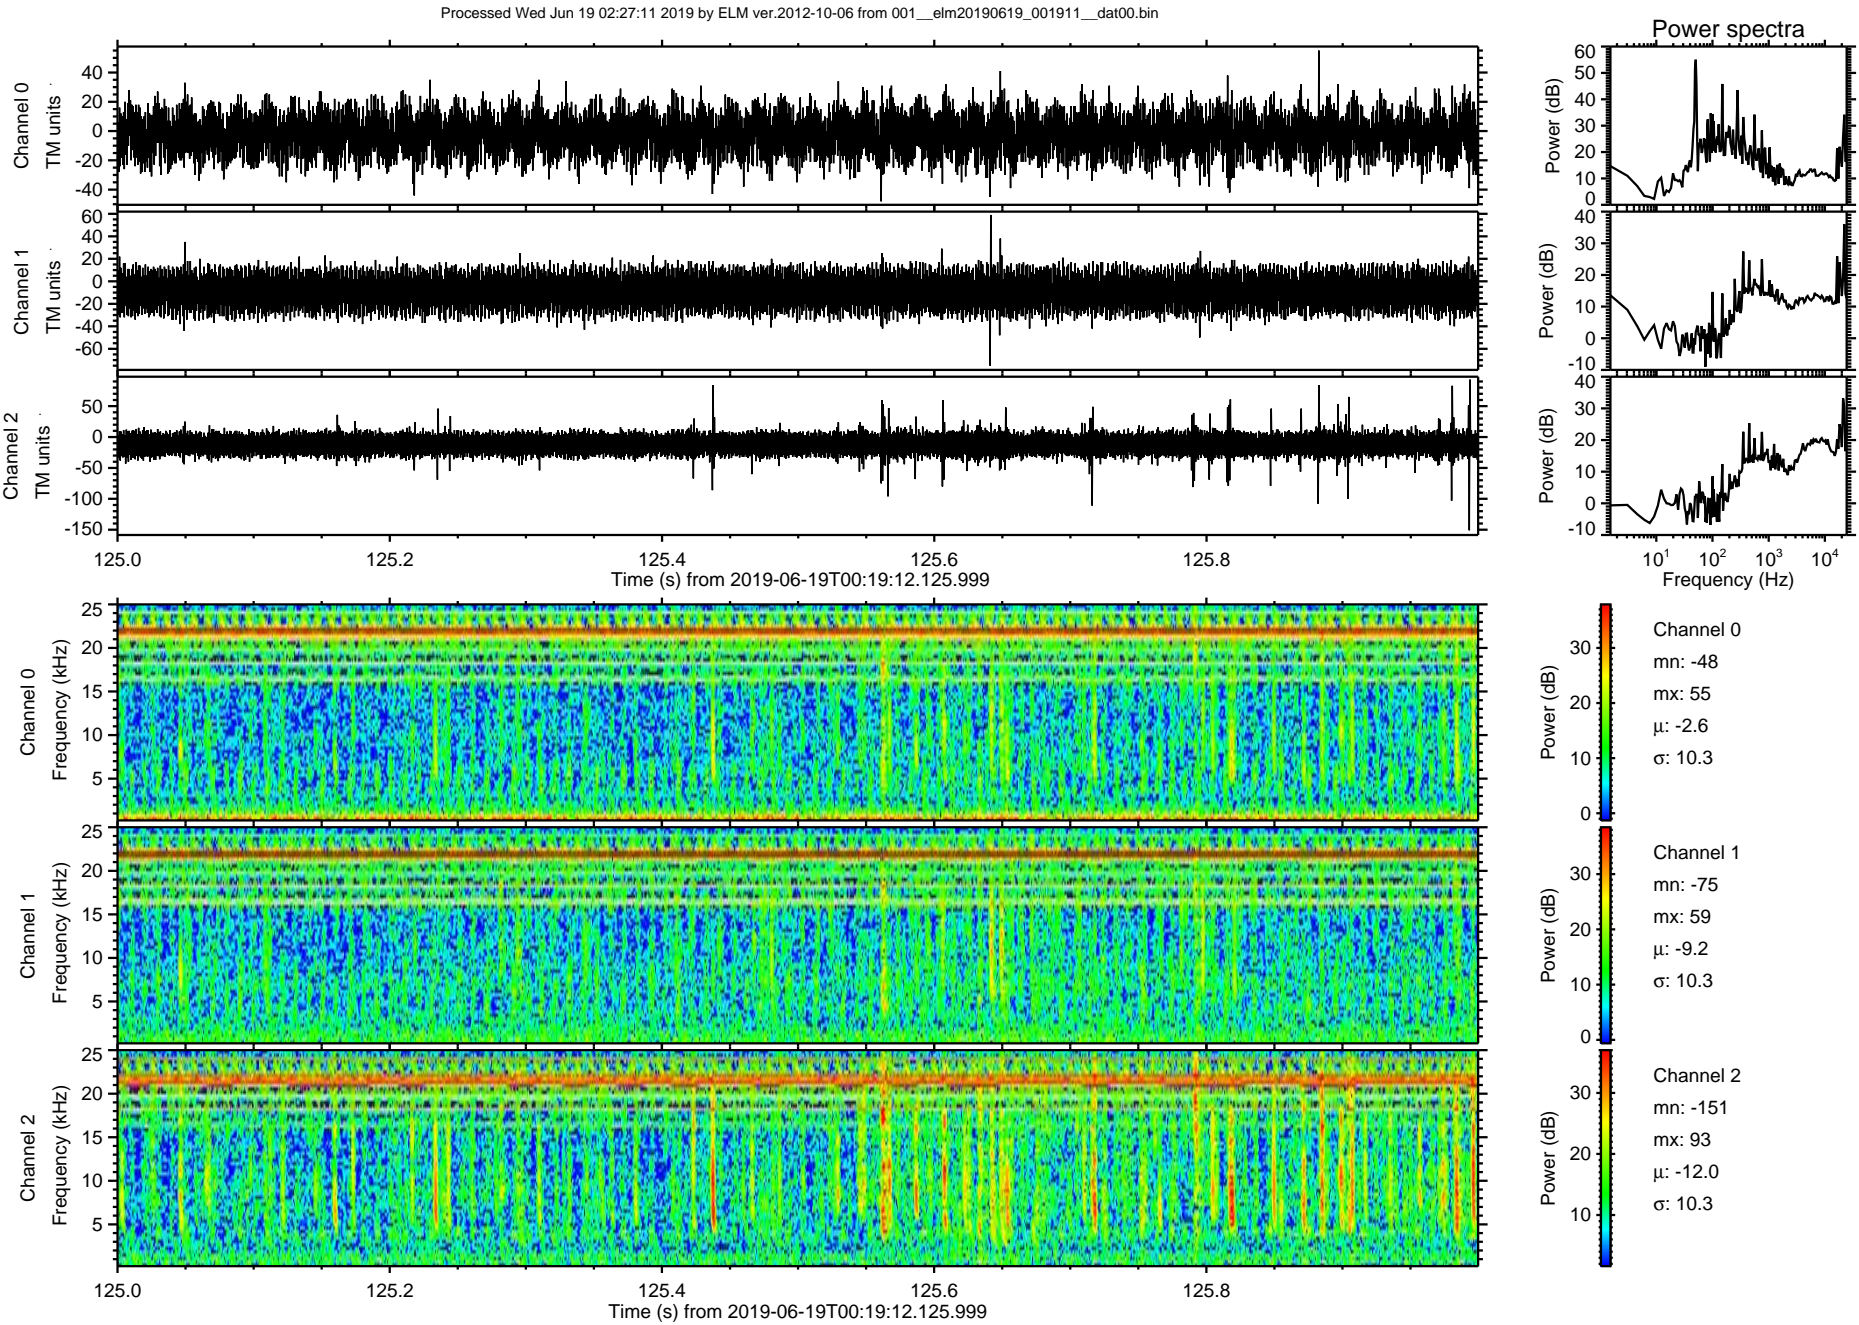 Processed Wed Jun 19 02:27:11 2019 by ELM ver.2012-10-06 from 001__elm20190619_001911__dat00.bin
Power spectra
Channel 0
TM units
40
20
0
-20
-40
Power (dB)
60
50
40
30
20
10
0
Channel 1
TM units
60
40
20
0
-20
-40
-60
Power (dB)
40
30
20
10
0
-10
Channel 2
TM units
50
0
-50
-100
-150
Power (dB)
40
30
20
10
0
-10
125.0 125.2 125.4 125.6 125.8
Time (s) from 2019-06-19T00:19:12.125.999
10^1 10^2 10^3 10^4
Frequency (Hz)
Channel 0
Frequency (kHz)
25
20
15
10
5
Power (dB)
30
20
10
0
Channel 0
mn: -48
mx: 55
μ: -2.6
σ: 10.3
Channel 1
Frequency (kHz)
25
20
15
10
5
Power (dB)
30
20
10
0
Channel 1
mn: -75
mx: 59
μ: -9.2
σ: 10.3
Channel 2
Frequency (kHz)
25
20
15
10
5
Power (dB)
30
20
10
Channel 2
mn: -151
mx: 93
μ: -12.0
σ: 10.3
125.0 125.2 125.4 125.6 125.8
Time (s) from 2019-06-19T00:19:12.125.999